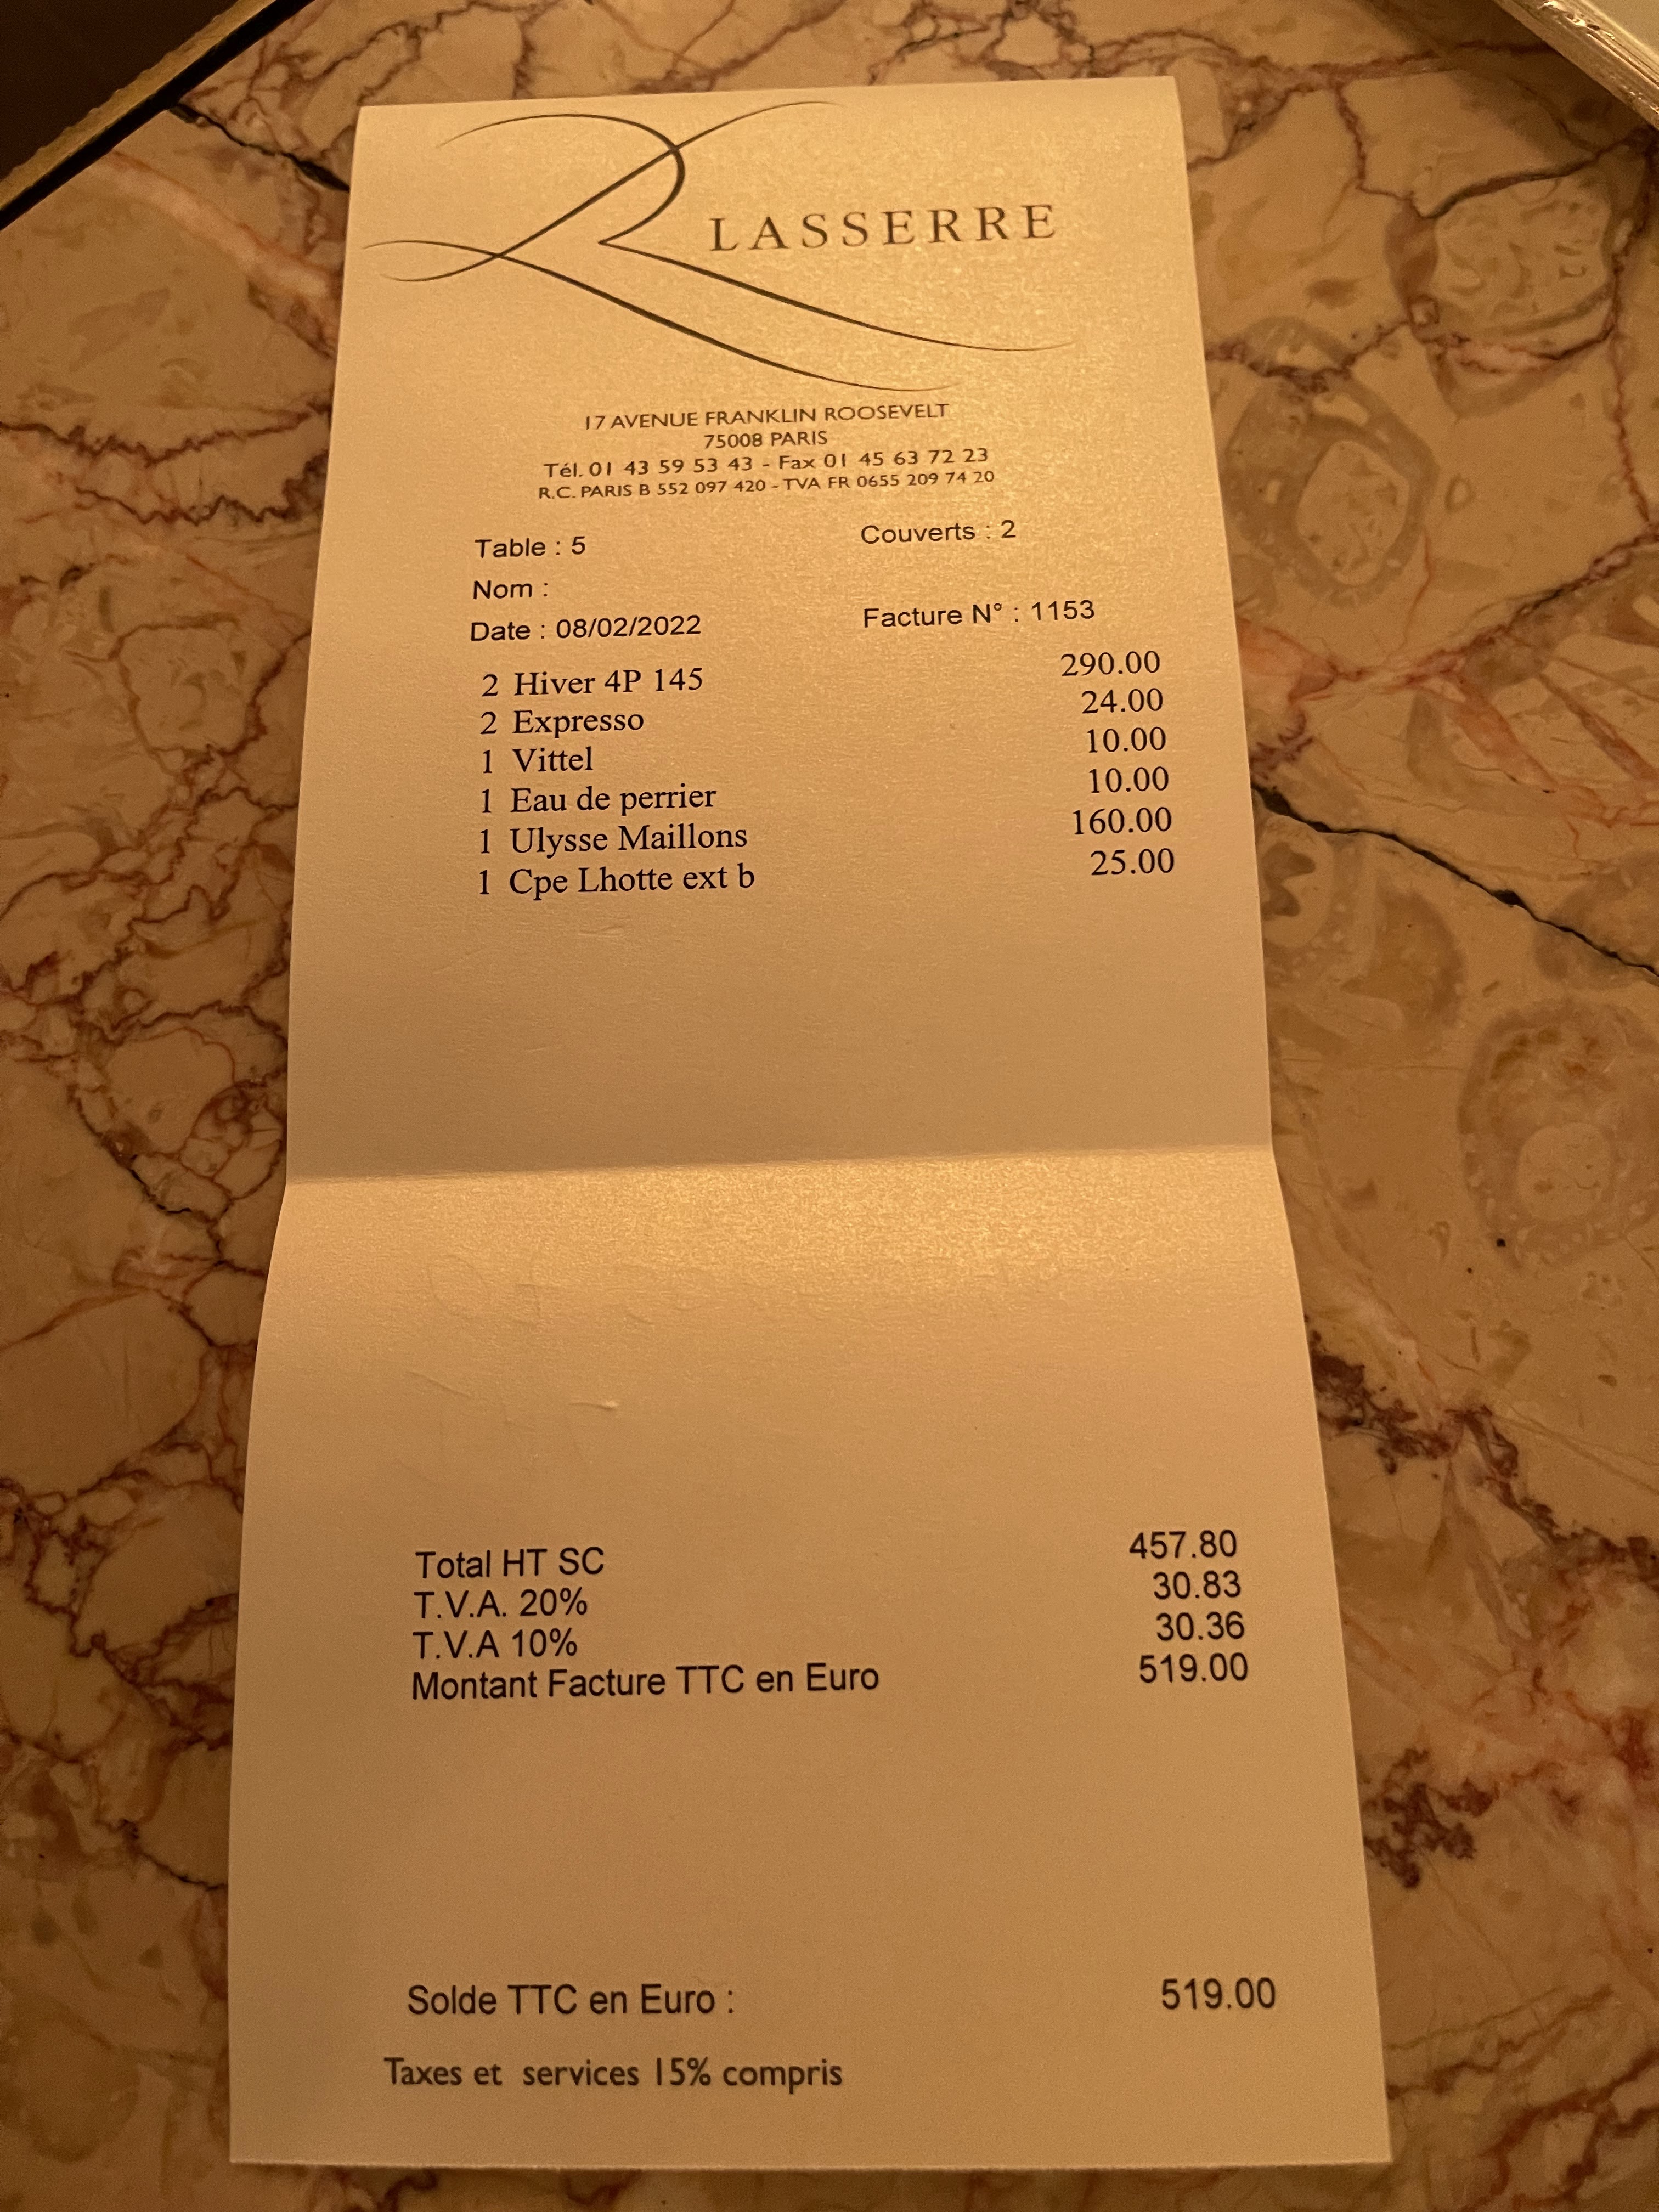 R LASSERRE
17 AVENUE FRANKLIN ROOSEVELT
75008 PARIS
Tél. 01 43 59 53 43 - Fax 01 45 63 72 23
R.C. PARIS B 552 097 420 - TVA FR 0655 209 74 20
Table : 5 Couverts : 2
Nom :
Date : 08/02/2022 Facture N° : 1153
2 Hiver 4P 145 290.00
2 Expresso 24.00
1 Vittel 10.00
1 Eau de perrier 10.00
1 Ulysse Maillons 160.00
1 Cpe Lhotte ext b 25.00
Total HT SC 457.80
T.V.A. 20% 30.83
T.V.A 10% 30.36
Montant Facture TTC en Euro 519.00
Solde TTC en Euro : 519.00
Taxes et services 15% compris